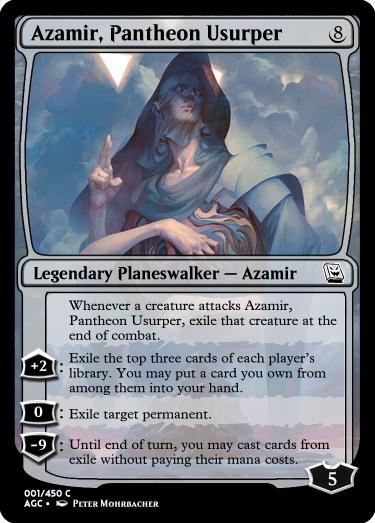 Azamir, Pantheon Usurper 8
Legendary Planeswalker — Azamir
Whenever a creature attacks Azamir,
Pantheon Usurper, exile that creature at the
end of combat.
+2: Exile the top three cards of each player's
library. You may put a card you own from
among them into your hand.
0: Exile target permanent.
-9: Until end of turn, you may cast cards from
exile without paying their mana costs.
5
001/450 C
AGC • Peter Mohrbacher